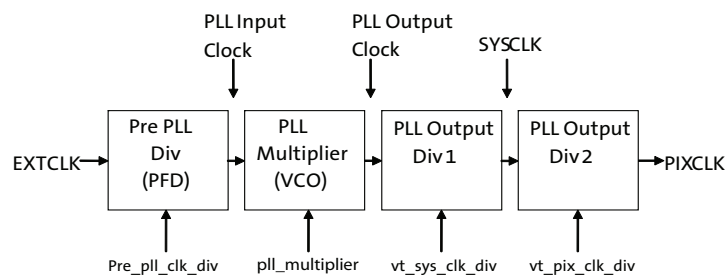 PLL Input
Clock
PLL Output
Clock
SYSCLK
EXTCLK
Pre PLL
Div
(PFD)
PLL
Multiplier
(VCO)
PLL Output
Div 1
PLL Output
Div 2
PIXCLK
Pre_pll_clk_div
pll_multiplier
vt_sys_clk_div
vt_pix_clk_div